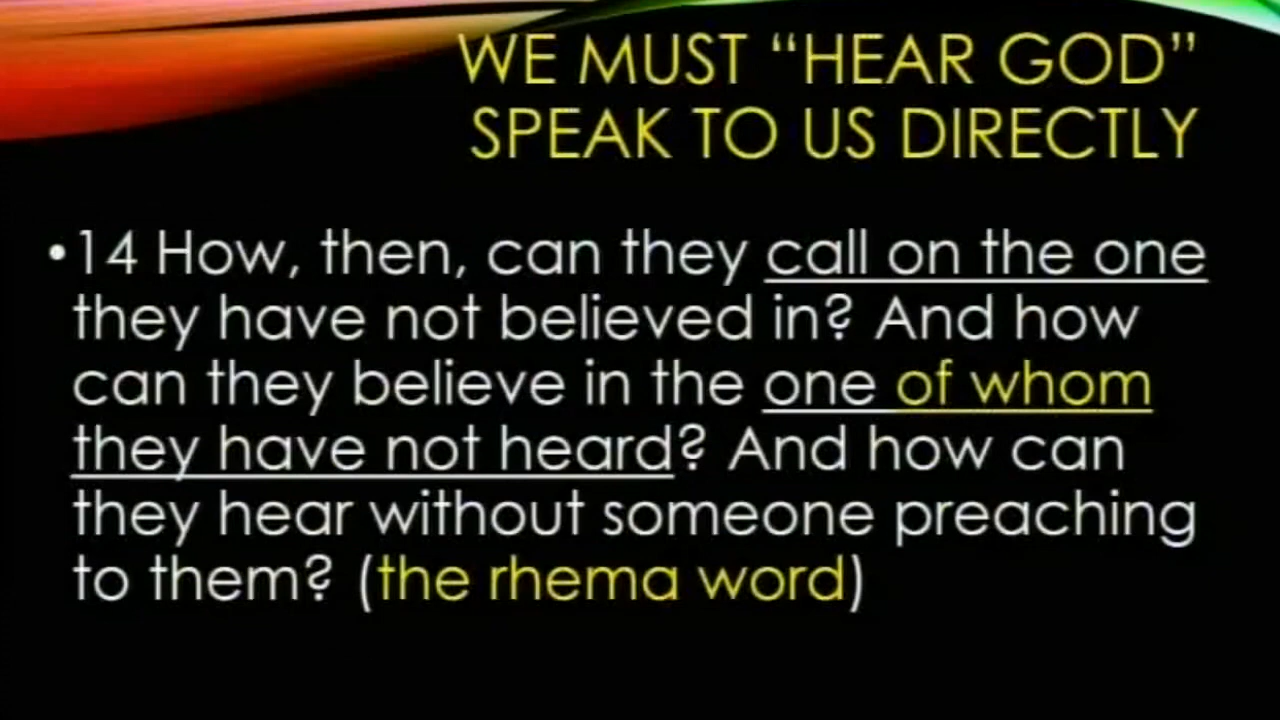 WE MUST “HEAR GOD”
SPEAK TO US DIRECTLY
•14 How, then, can they call on the one
they have not believed in? And how
can they believe in the one of whom
they have not heard? And how can
they hear without someone preaching
to them? (the rhema word)